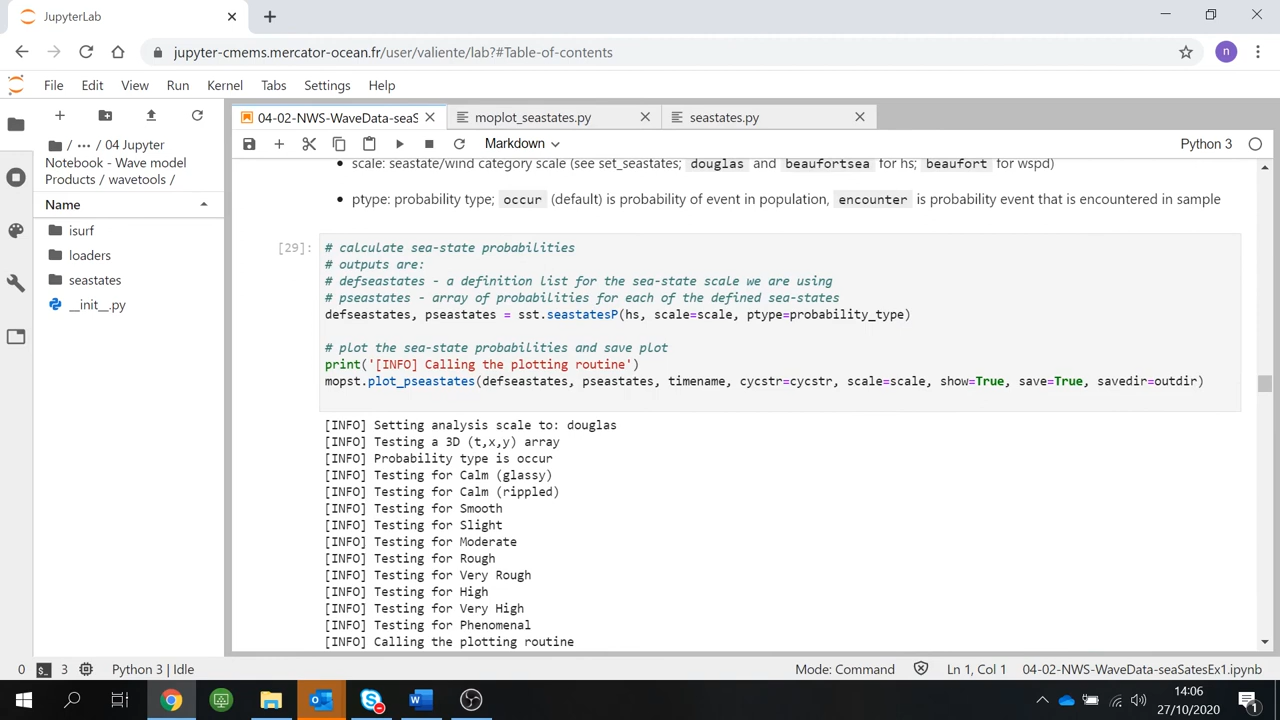 JupyterLab
jupyter-cmems.mercator-ocean.fr/user/valiente/lab?#Table-of-contents
n
File Edit View Run Kernel Tabs Settings Help
04-02-NWS-WaveData-seaS
moplot_seastates.py
seastates.py
Markdown
Python 3
/ ··· / 04 Jupyter
Notebook - Wave model
Products / wavetools /
Name
isurf
loaders
seastates
__init__.py
• scale: seastate/wind category scale (see set_seastates; douglas and beaufortsea for hs; beaufort for wspd)
• ptype: probability type; occur (default) is probability of event in population, encounter is probability event that is encountered in sample
[29]:
# calculate sea-state probabilities
# outputs are:
# defseastates - a definition list for the sea-state scale we are using
# pseastates - array of probabilities for each of the defined sea-states
defseastates, pseastates = sst.seastatesP(hs, scale=scale, ptype=probability_type)
# plot the sea-state probabilities and save plot
print('[INFO] Calling the plotting routine')
mopst.plot_pseastates(defseastates, pseastates, timename, cycstr=cycstr, scale=scale, show=True, save=True, savedir=outdir)
[INFO] Setting analysis scale to: douglas
[INFO] Testing a 3D (t,x,y) array
[INFO] Probability type is occur
[INFO] Testing for Calm (glassy)
[INFO] Testing for Calm (rippled)
[INFO] Testing for Smooth
[INFO] Testing for Slight
[INFO] Testing for Moderate
[INFO] Testing for Rough
[INFO] Testing for Very Rough
[INFO] Testing for High
[INFO] Testing for Very High
[INFO] Testing for Phenomenal
[INFO] Calling the plotting routine
0 3 Python 3 | Idle
Mode: Command
Ln 1, Col 1
04-02-NWS-WaveData-seaSatesEx1.ipynb
14:06
27/10/2020
1